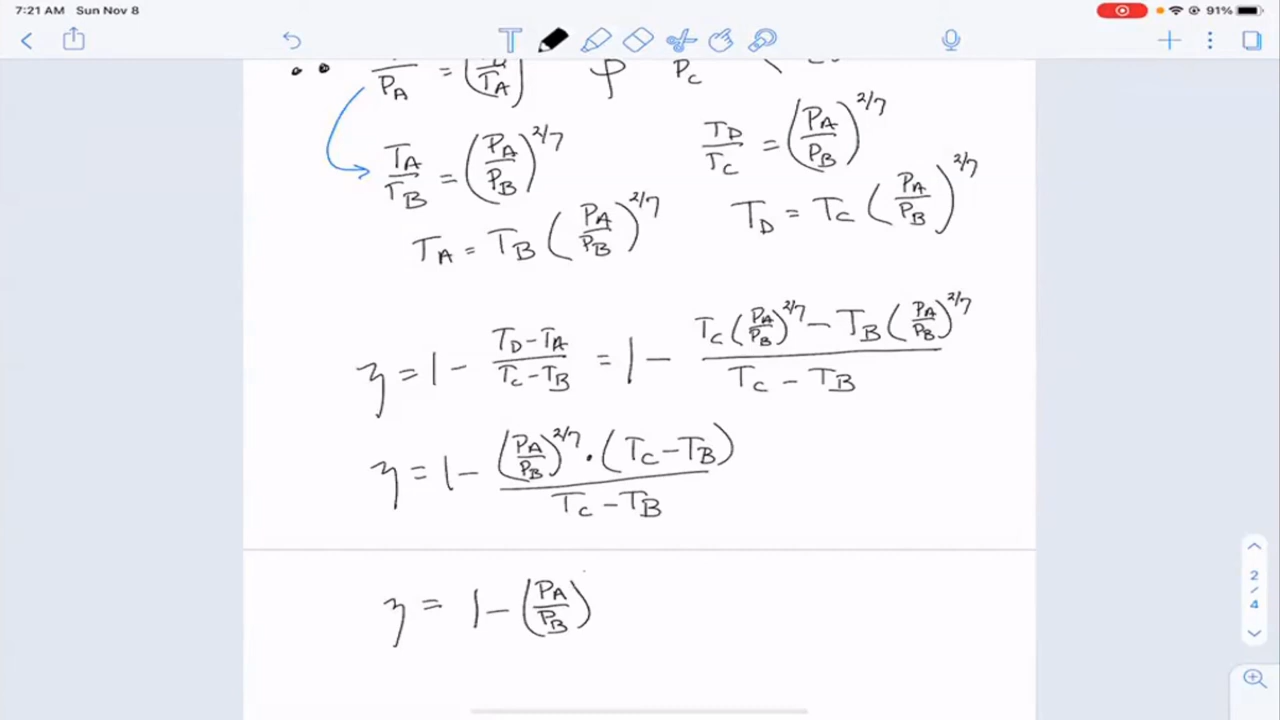 7:21 AM Sun Nov 8
91%
T
∴ P_A = ( T_A ) φ P_C
T_A/T_B = (P_A/P_B)^2/7
T_D/T_C = (P_A/P_B)^2/7
T_A = T_B (P_A/P_B)^2/7
T_D = T_C (P_A/P_B)^2/7
η = 1 - (T_D - T_A)/(T_C - T_B) = 1 - (T_C (P_A/P_B)^2/7 - T_B (P_A/P_B)^2/7)/(T_C - T_B)
η = 1 - ((P_A/P_B)^2/7 · (T_C - T_B))/(T_C - T_B)
η = 1 - (P_A/P_B)
2/4